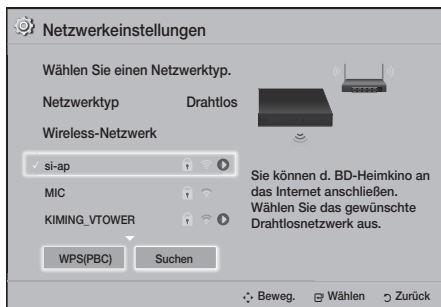 Netzwerkeinstellungen
Wählen Sie einen Netzwerktyp.
Netzwerktyp Drahtlos
Wireless-Netzwerk
si-ap
MIC
KIMING_VTOWER
WPS(PBC) Suchen
Sie können d. BD-Heimkino an
das Internet anschließen.
Wählen Sie das gewünschte
Drahtlosnetzwerk aus.
Beweg. Wählen Zurück